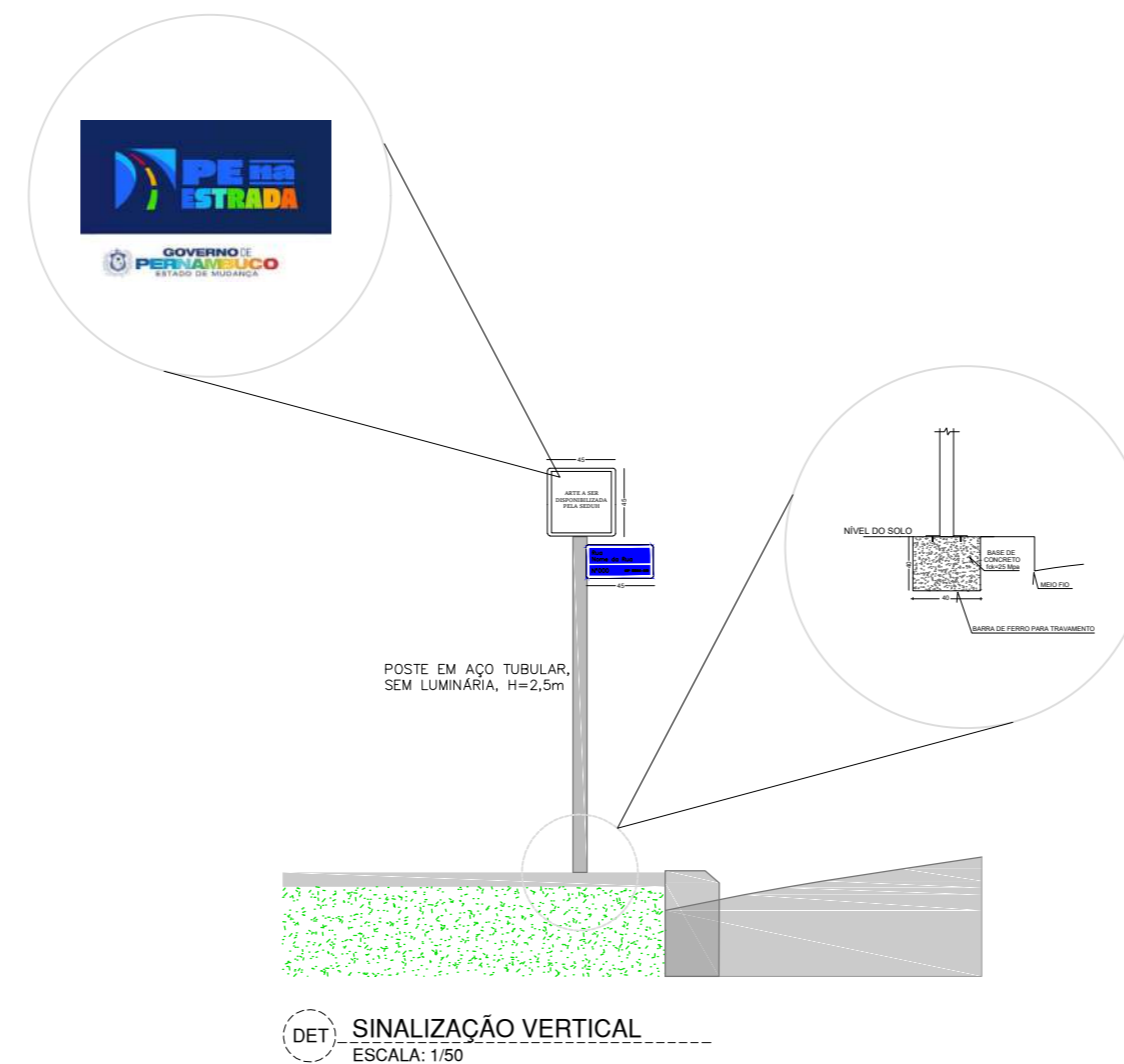 PE na
ESTRADA
GOVERNO DE
PERNAMBUCO
ESTADO DE MUDANÇA
45
ARTE A SER
DISPONIBILIZADA
PELA SEDUH
45
45
POSTE EM AÇO TUBULAR,
SEM LUMINÁRIA, H=2,5m
NÍVEL DO SOLO
BASE DE
CONCRETO
fck=25 Mpa
40
40
MEIO FIO
BARRA DE FERRO PARA TRAVAMENTO
DET
SINALIZAÇÃO VERTICAL
ESCALA: 1/50